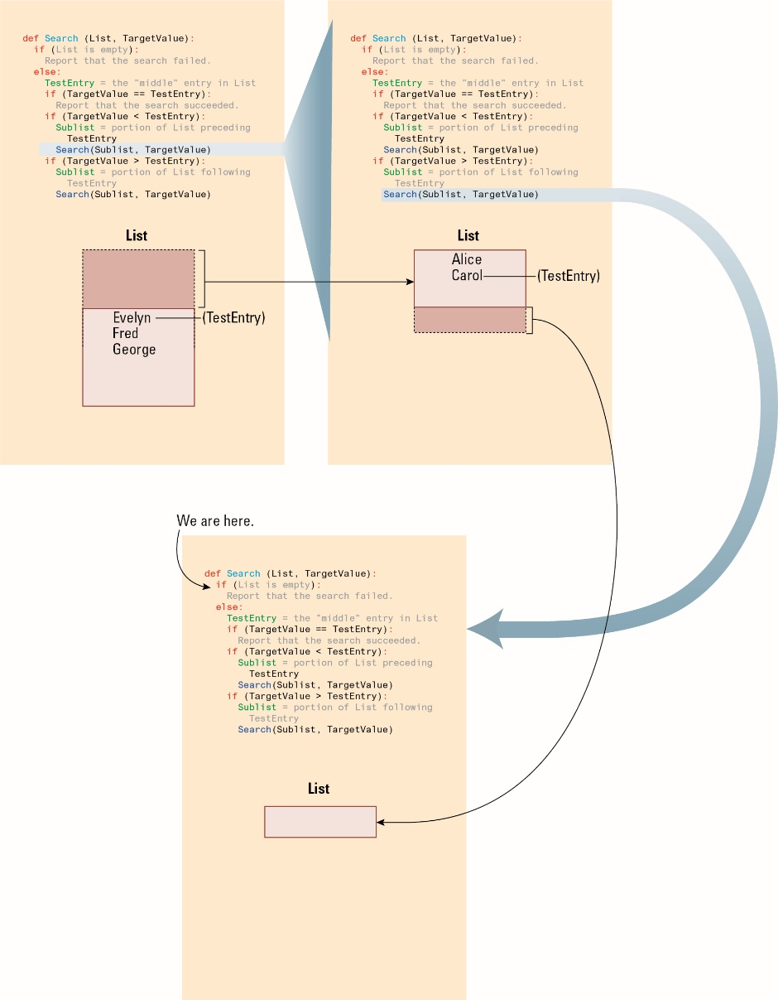 def Search (List, TargetValue):
if (List is empty):
Report that the search failed.
else:
TestEntry = the "middle" entry in List
if (TargetValue == TestEntry):
Report that the search succeeded.
if (TargetValue < TestEntry):
Sublist = portion of List preceding
TestEntry
Search(Sublist, TargetValue)
if (TargetValue > TestEntry):
Sublist = portion of List following
TestEntry
Search(Sublist, TargetValue)
List
Evelyn (TestEntry)
Fred
George
def Search (List, TargetValue):
if (List is empty):
Report that the search failed.
else:
TestEntry = the "middle" entry in List
if (TargetValue == TestEntry):
Report that the search succeeded.
if (TargetValue < TestEntry):
Sublist = portion of List preceding
TestEntry
Search(Sublist, TargetValue)
if (TargetValue > TestEntry):
Sublist = portion of List following
TestEntry
Search(Sublist, TargetValue)
List
Alice
Carol (TestEntry)
We are here.
def Search (List, TargetValue):
if (List is empty):
Report that the search failed.
else:
TestEntry = the "middle" entry in List
if (TargetValue == TestEntry):
Report that the search succeeded.
if (TargetValue < TestEntry):
Sublist = portion of List preceding
TestEntry
Search(Sublist, TargetValue)
if (TargetValue > TestEntry):
Sublist = portion of List following
TestEntry
Search(Sublist, TargetValue)
List